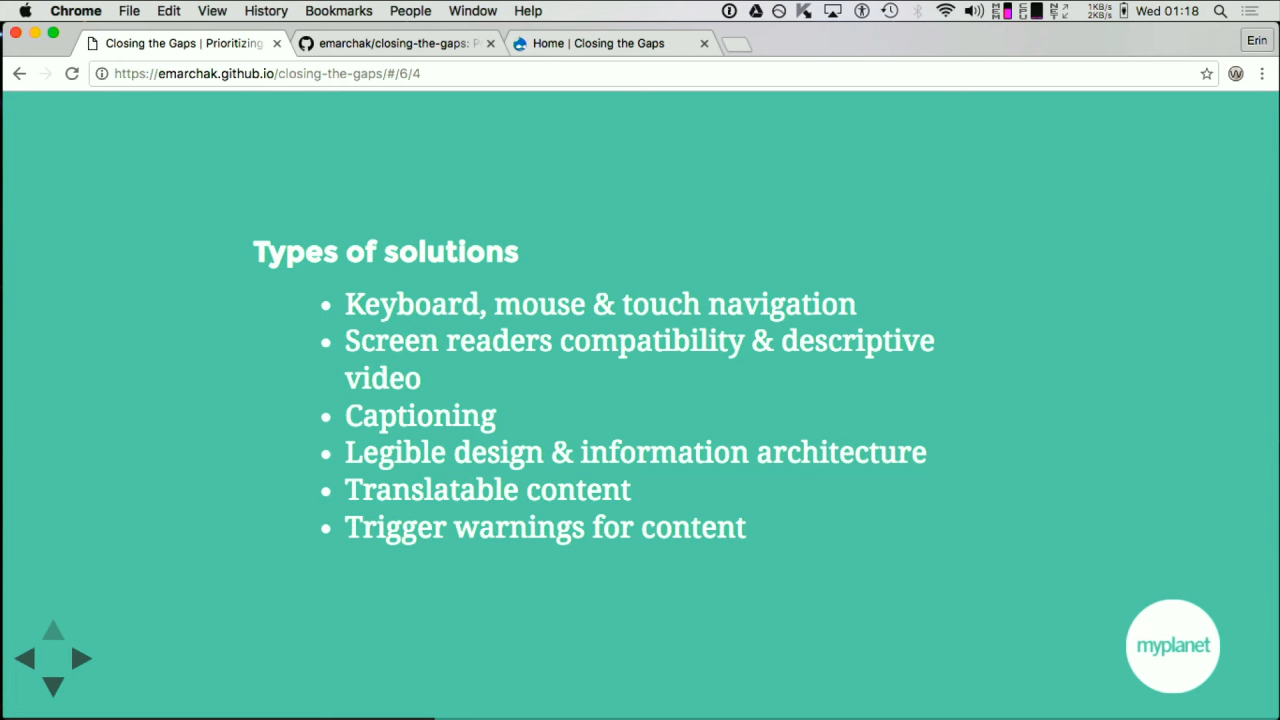 Chrome File Edit View History Bookmarks People Window Help 1KB/s 2KB/s Wed 01:18
Closing the Gaps | Prioritizing emarchak/closing-the-gaps: Home | Closing the Gaps Erin
https://emarchak.github.io/closing-the-gaps/#/6/4
Types of solutions
• Keyboard, mouse & touch navigation
• Screen readers compatibility & descriptive
video
• Captioning
• Legible design & information architecture
• Translatable content
• Trigger warnings for content
myplanet